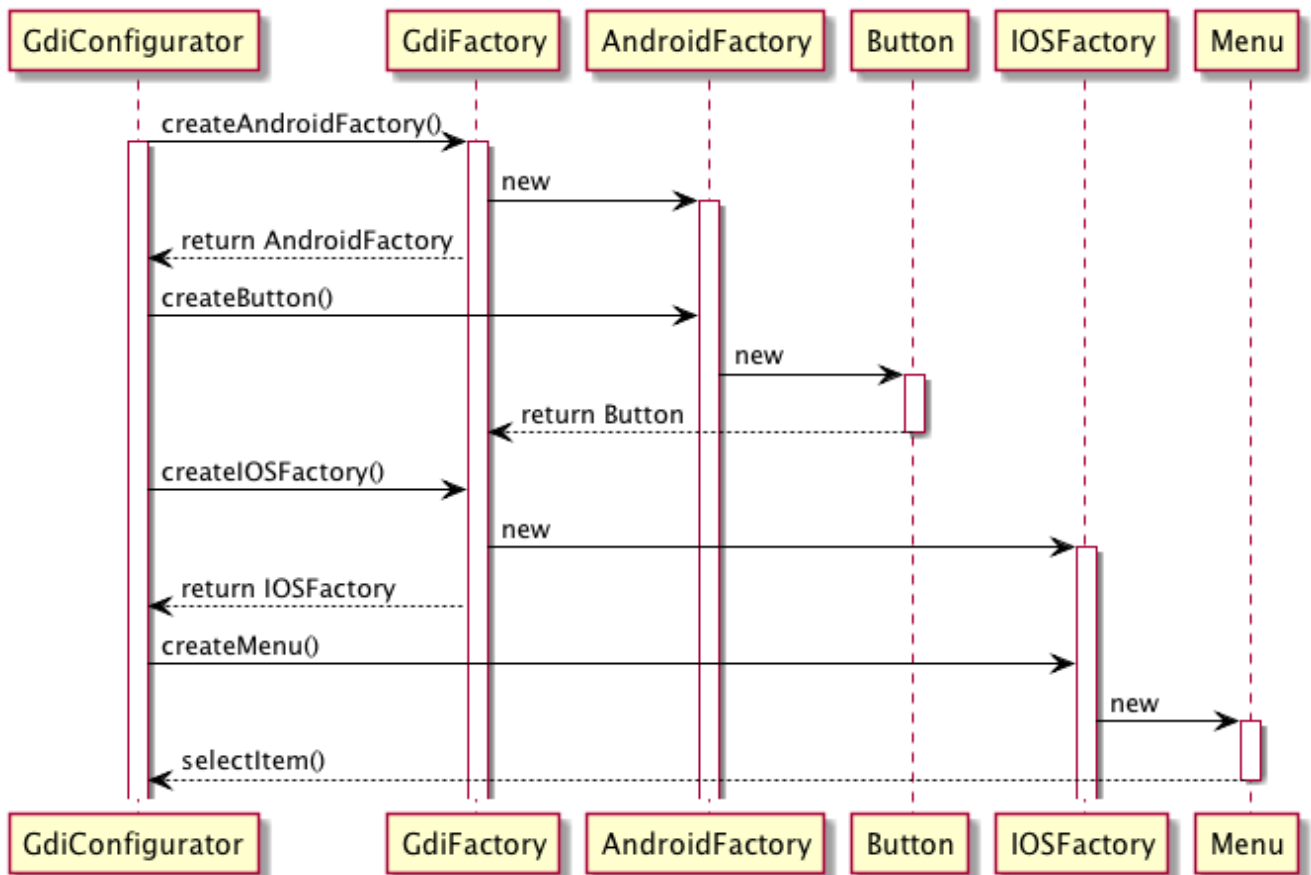 GdiConfigurator GdiFactory AndroidFactory Button IOSFactory Menu
createAndroidFactory()
new
return AndroidFactory
createButton()
new
return Button
createIOSFactory()
new
return IOSFactory
createMenu()
new
selectItem()
GdiConfigurator GdiFactory AndroidFactory Button IOSFactory Menu